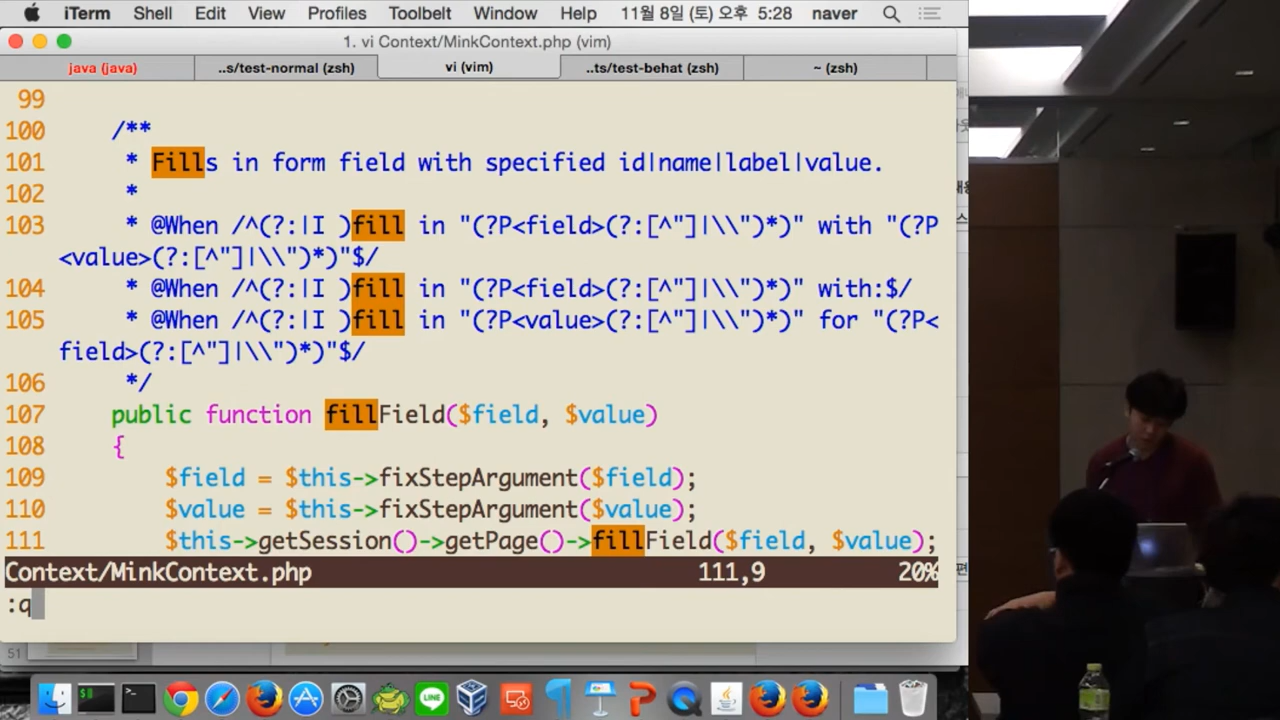 iTerm Shell Edit View Profiles Toolbelt Window Help 11월 8일 (토) 오후 5:28 naver
1. vi Context/MinkContext.php (vim)
java (java) ..s/test-normal (zsh) vi (vim) ..ts/test-behat (zsh) ~ (zsh)
99
100 /**
101 * Fills in form field with specified id|name|label|value.
102 *
103 * @When /^(?:|I )fill in "(?P<field>(?:[^"]|\\")*)" with "(?P
<value>(?:[^"]|\\")*)"$/
104 * @When /^(?:|I )fill in "(?P<field>(?:[^"]|\\")*)" with:$/
105 * @When /^(?:|I )fill in "(?P<value>(?:[^"]|\\")*)" for "(?P<
field>(?:[^"]|\\")*)"$/
106 */
107 public function fillField($field, $value)
108 {
109 $field = $this->fixStepArgument($field);
110 $value = $this->fixStepArgument($value);
111 $this->getSession()->getPage()->fillField($field, $value);
Context/MinkContext.php 111,9 20%
:q
51
LINE